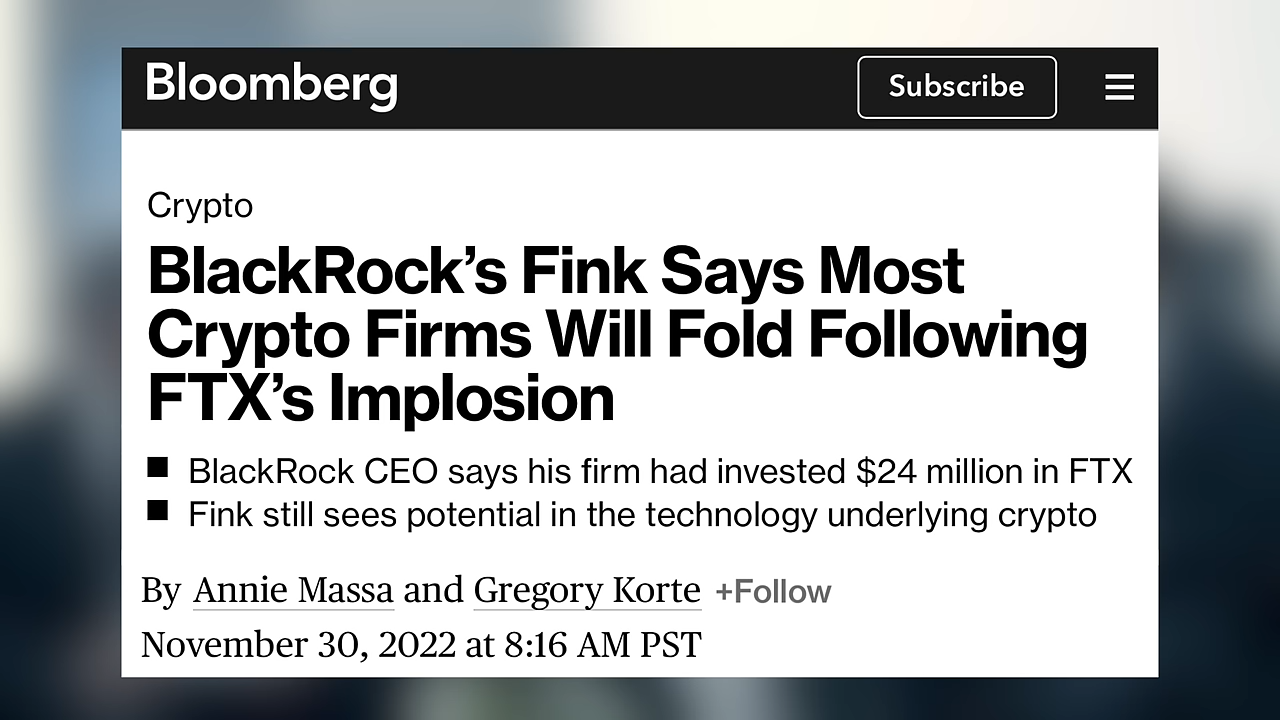 Bloomberg
Subscribe
Crypto
BlackRock’s Fink Says Most
Crypto Firms Will Fold Following
FTX’s Implosion
■ BlackRock CEO says his firm had invested $24 million in FTX
■ Fink still sees potential in the technology underlying crypto
By Annie Massa and Gregory Korte +Follow
November 30, 2022 at 8:16 AM PST